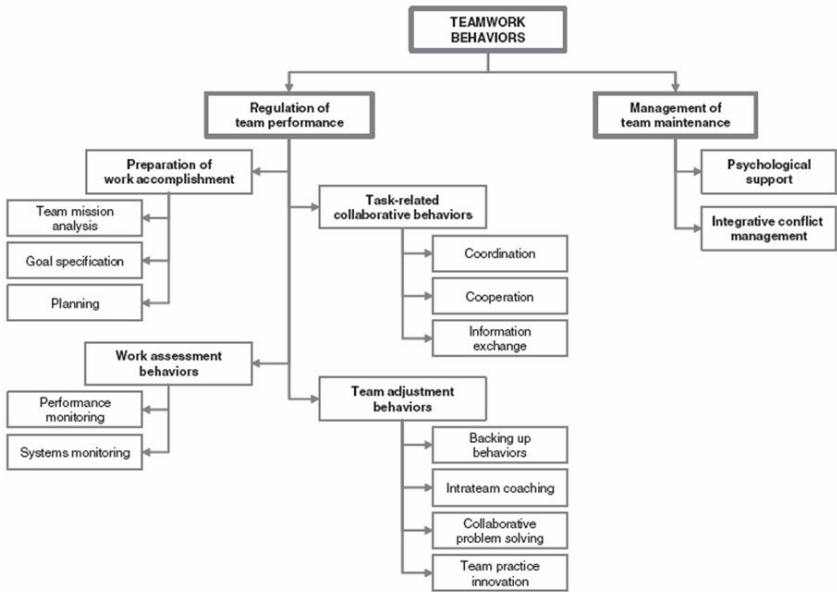 TEAMWORK
BEHAVIORS
Regulation of
team performance
Management of
team maintenance
Preparation of
work accomplishment
Psychological
support
Team mission
analysis
Task-related
collaborative behaviors
Integrative conflict
management
Goal specification
Coordination
Planning
Cooperation
Information
exchange
Work assessment
behaviors
Performance
monitoring
Team adjustment
behaviors
Systems monitoring
Backing up
behaviors
Intrateam coaching
Collaborative
problem solving
Team practice
innovation